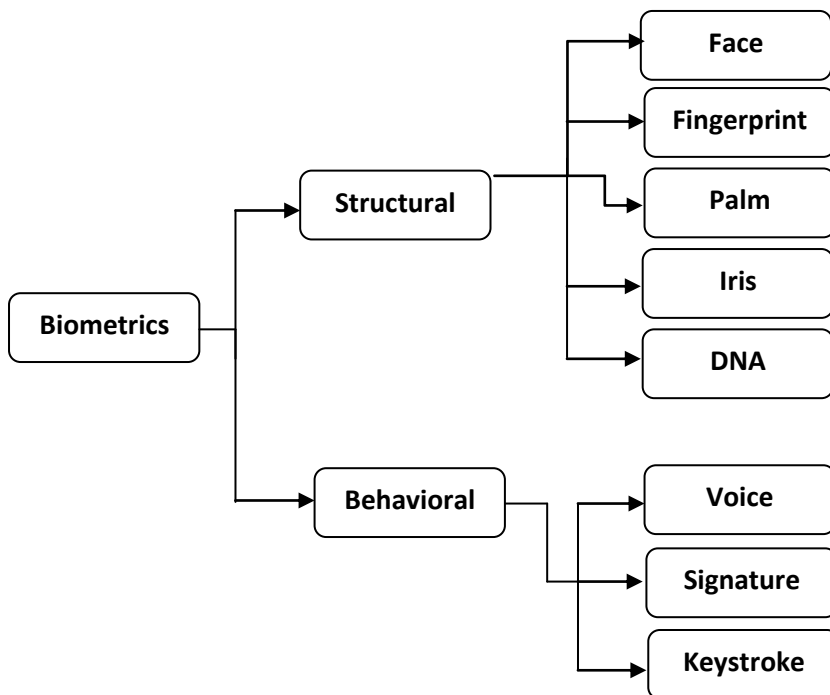 Face
Fingerprint
Structural
Palm
Iris
Biometrics
DNA
Behavioral
Voice
Signature
Keystroke